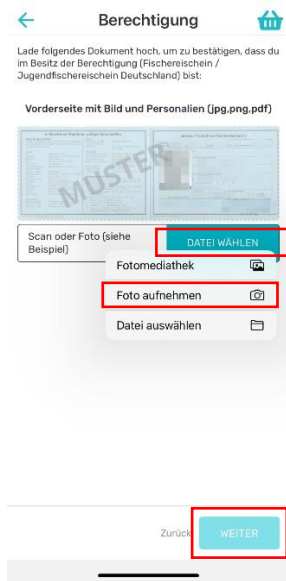 Berechtigung
Lade folgendes Dokument hoch, um zu bestätigen, dass du
im Besitz der Berechtigung (Fischereischein /
Jugendfischereischein Deutschland) bist:
Vorderseite mit Bild und Personalien (jpg.png.pdf)
MUSTER
Scan oder Foto (siehe
Beispiel)
DATEI WÄHLEN
Fotomediathek
Foto aufnehmen
Datei auswählen
Zurück
WEITER